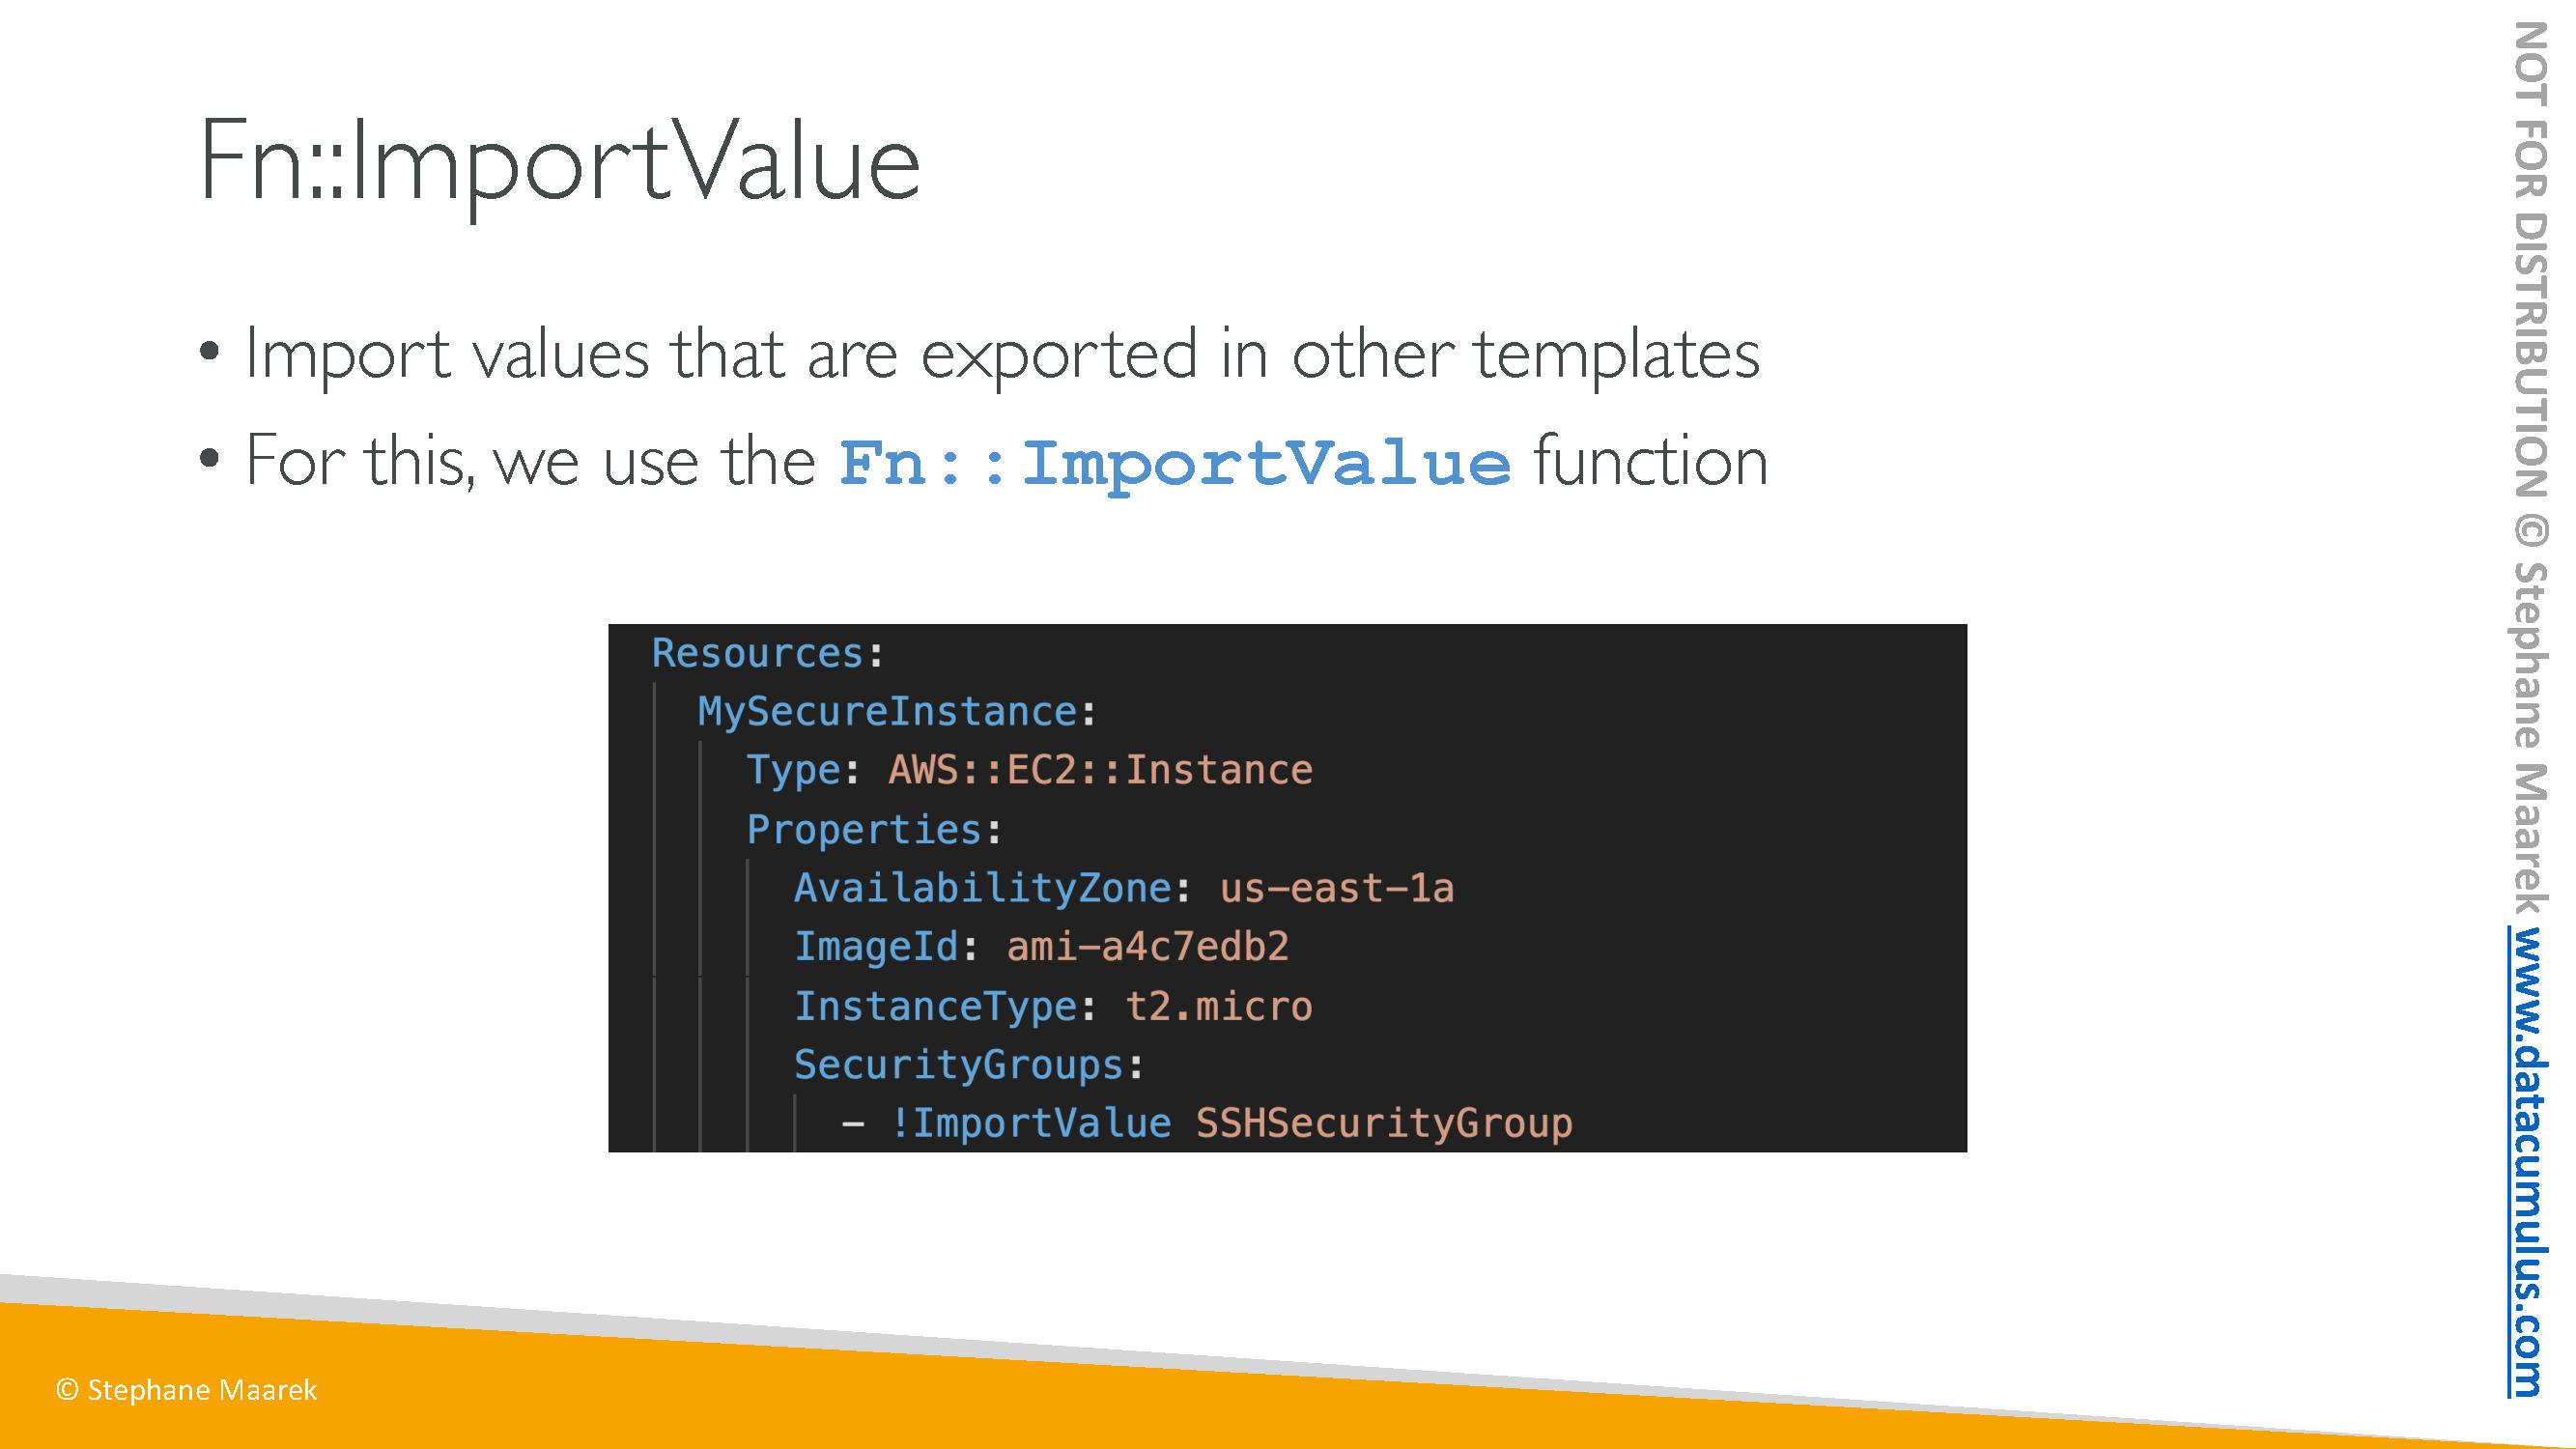 Fn::ImportValue
• Import values that are exported in other templates
• For this, we use the Fn::ImportValue function
Resources:
MySecureInstance:
Type: AWS::EC2::Instance
Properties:
AvailabilityZone: us-east-1a
ImageId: ami-a4c7edb2
InstanceType: t2.micro
SecurityGroups:
- !ImportValue SSHSecurityGroup
© Stephane Maarek
NOT FOR DISTRIBUTION © Stephane Maarek www.datacumulus.com